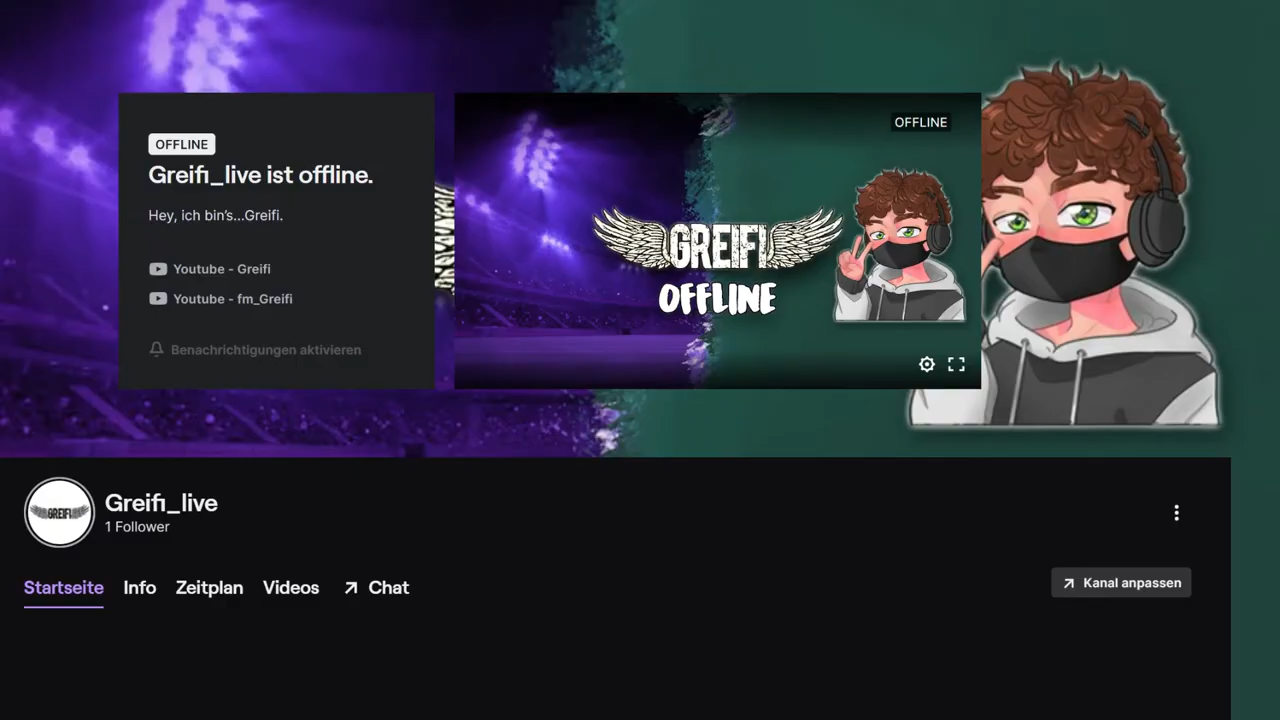 OFFLINE
Greifi_live ist offline.
Hey, ich bin's...Greifi.
Youtube - Greifi
Youtube - fm_Greifi
Benachrichtigungen aktivieren
OFFLINE
GREIFI
OFFLINE
GREIFI
Greifi_live
1 Follower
Startseite
Info
Zeitplan
Videos
Chat
Kanal anpassen